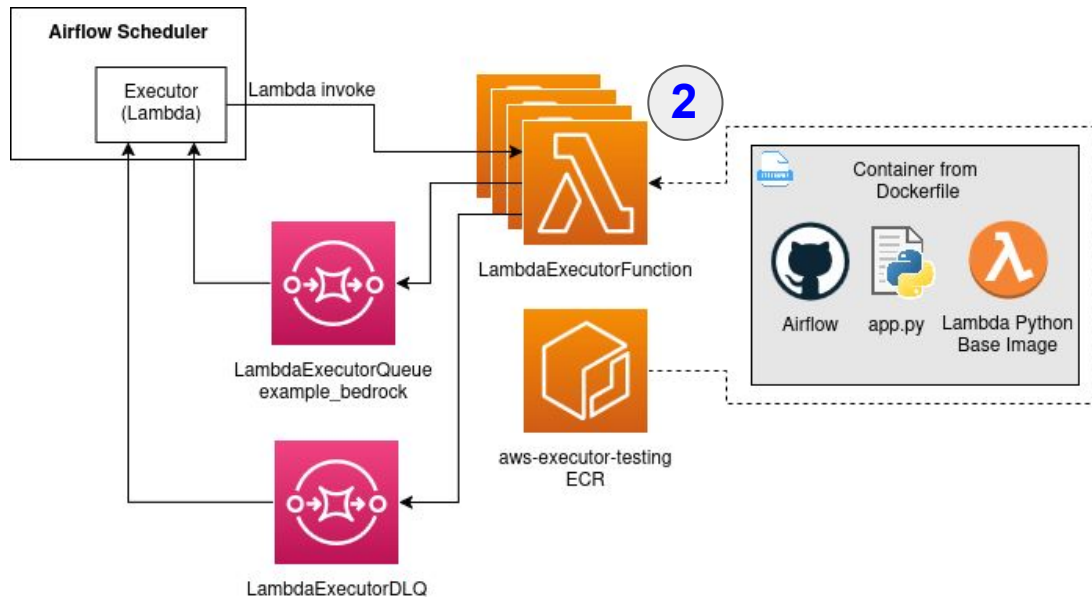 Airflow Scheduler
Executor
(Lambda)
Lambda invoke
2
LambdaExecutorFunction
Container from
Dockerfile
Airflow
app.py
Lambda Python
Base Image
LambdaExecutorQueue
example_bedrock
aws-executor-testing
ECR
LambdaExecutorDLQ